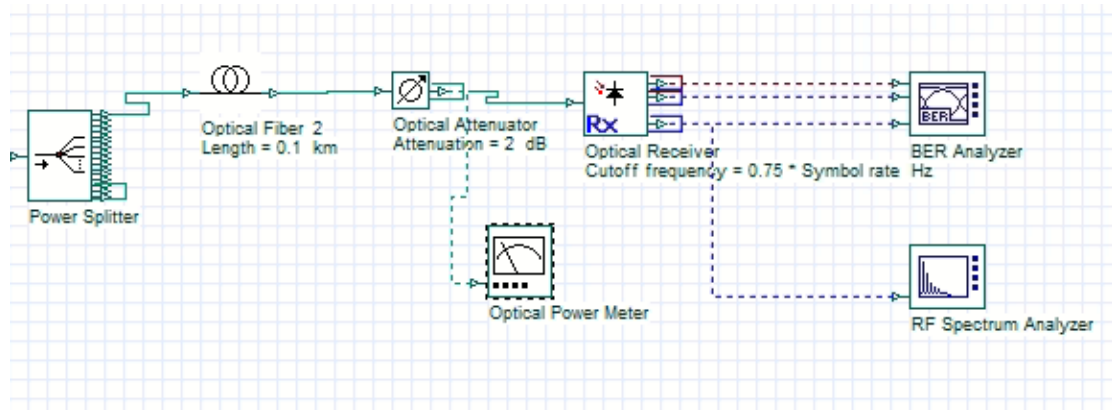 Optical Fiber 2
Length = 0.1 km
Optical Attenuator
Attenuation = 2 dB
Rx
Optical Receiver
Cutoff frequency = 0.75 * Symbol rate Hz
BER
BER Analyzer
Power Splitter
Optical Power Meter
RF Spectrum Analyzer